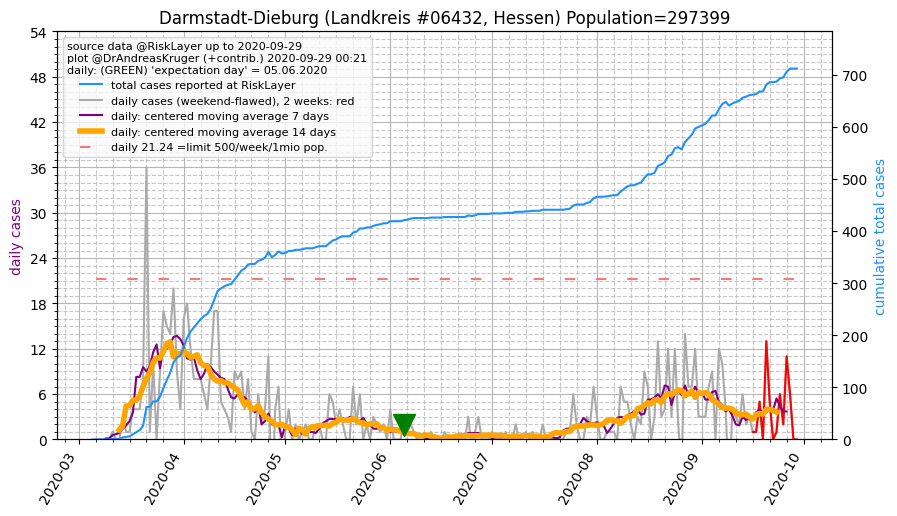 Darmstadt-Dieburg (Landkreis #06432, Hessen) Population=297399
source data @RiskLayer up to 2020-09-29
plot @DrAndreasKruger (+contrib.) 2020-09-29 00:21
daily: (GREEN) 'expectation day' = 05.06.2020
total cases reported at RiskLayer
daily cases (weekend-flawed), 2 weeks: red
daily: centered moving average 7 days
daily: centered moving average 14 days
daily 21.24 =limit 500/week/1mio pop.
daily cases
54
48
42
36
30
24
18
12
6
0
700
600
500
400
300
200
100
0
cumulative total cases
2020-03
2020-04
2020-05
2020-06
2020-07
2020-08
2020-09
2020-10